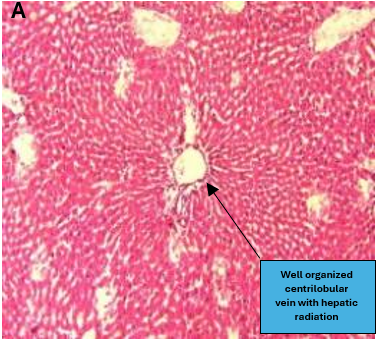 A
Well organized
centrilobular
vein with hepatic
radiation